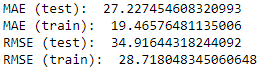 MAE (test):  27.227454608320993
MAE (train):  19.46576481135006
RMSE (test):  34.91644318244092
RMSE (train):  28.718048345060648